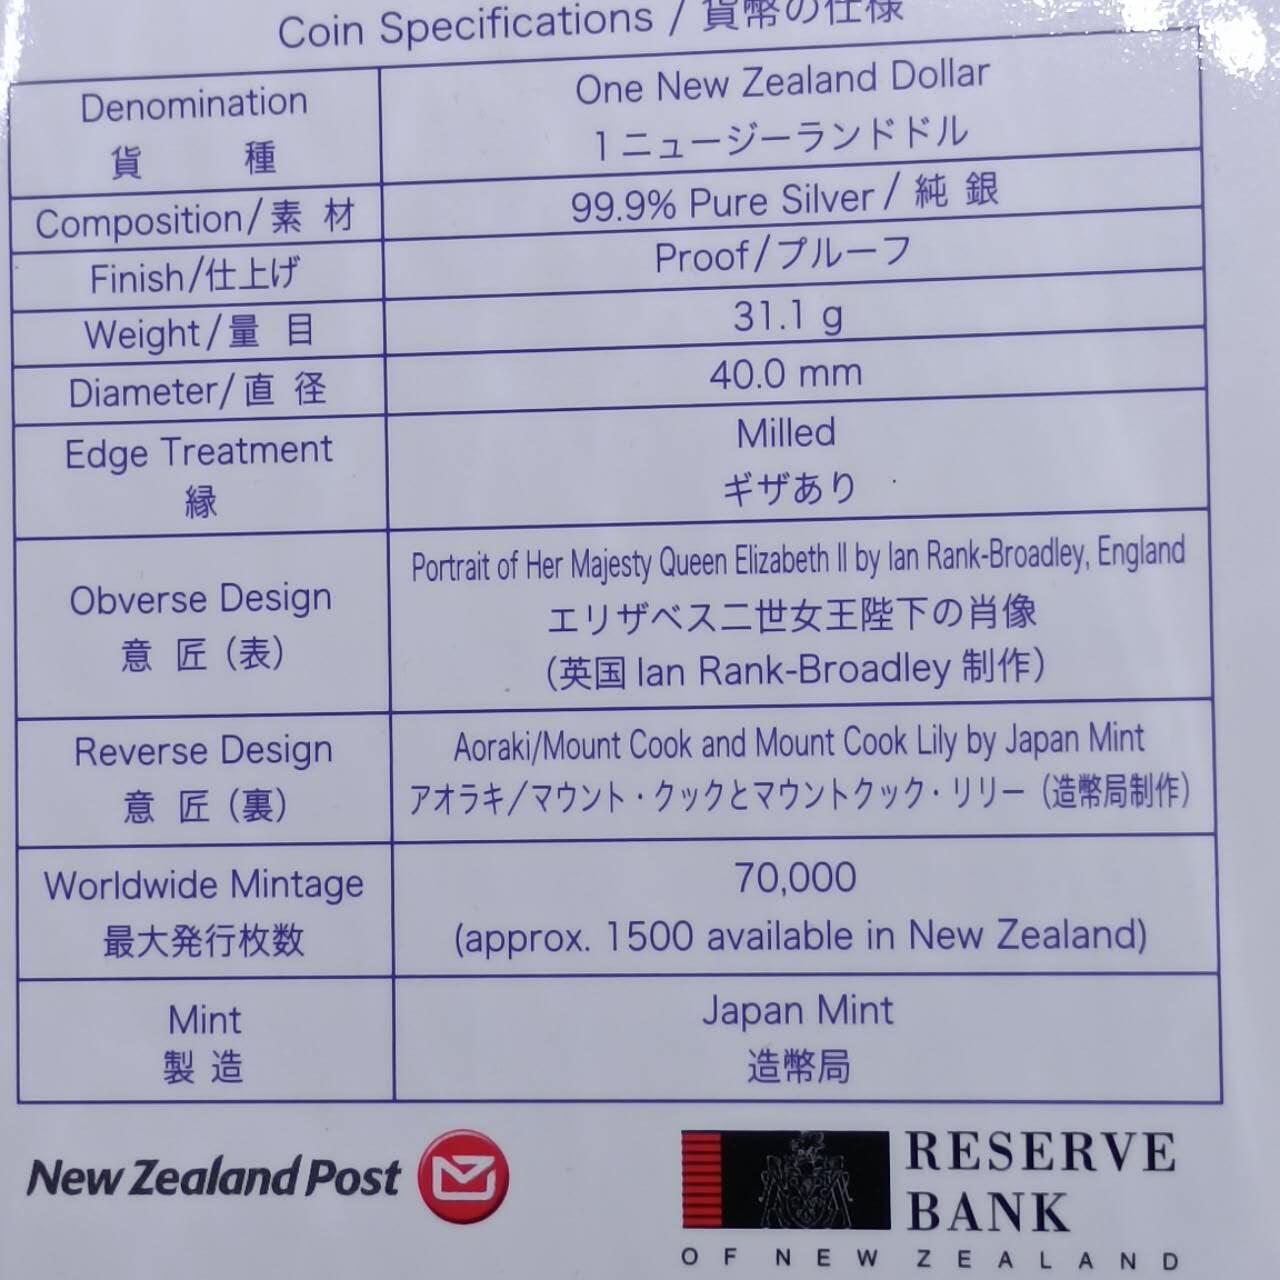 Coin Specifications / 貨幣の仕様
Denomination
貨 種
One New Zealand Dollar
1ニュージーランドドル
Composition/素 材
99.9% Pure Silver/純 銀
Finish/仕上げ
Proof/プルーフ
Weight/量 目
31.1 g
Diameter/直 径
40.0 mm
Edge Treatment
縁
Milled
ギザあり
Obverse Design
意 匠（表）
Portrait of Her Majesty Queen Elizabeth II by Ian Rank-Broadley, England
エリザベス二世女王陛下の肖像
（英国 Ian Rank-Broadley 制作）
Reverse Design
意 匠（裏）
Aoraki/Mount Cook and Mount Cook Lily by Japan Mint
アオラキ/マウント・クックとマウントクック・リリー（造幣局制作）
Worldwide Mintage
最大発行枚数
70,000
(approx. 1500 available in New Zealand)
Mint
製 造
Japan Mint
造幣局
New Zealand Post
RESERVE
BANK
OF NEW ZEALAND